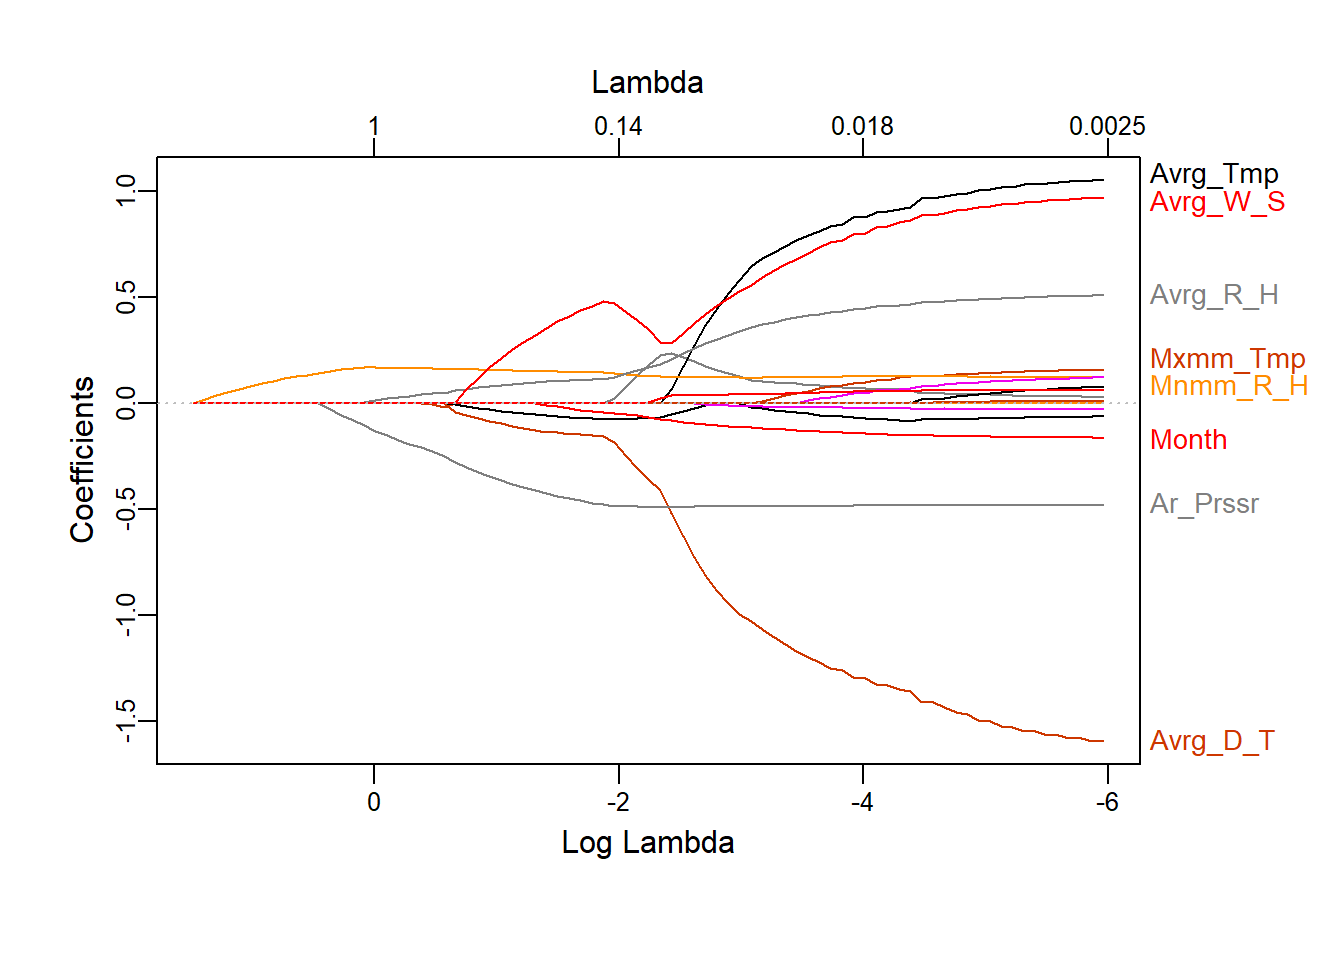 Lambda
1 0.14 0.018 0.0025
1.0
0.5
0.0
-0.5
-1.0
-1.5
Coefficients
Avrg_Tmp
Avrg_W_S
Avrg_R_H
Mxmm_Tmp
Mnmm_R_H
Month
Ar_Prssr
Avrg_D_T
0 -2 -4 -6
Log Lambda